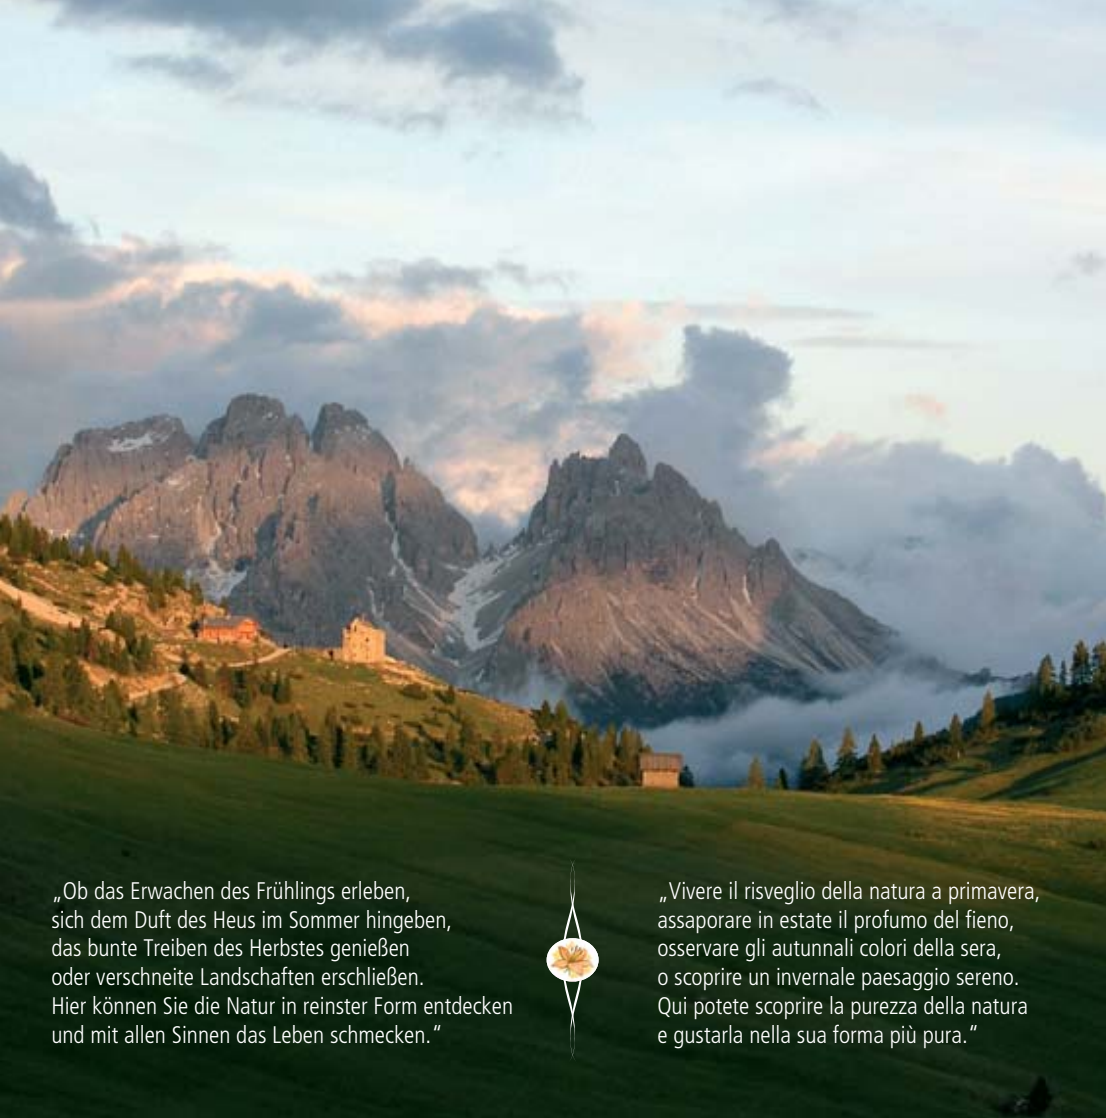 „Ob das Erwachen des Frühlings erleben,
sich dem Duft des Heus im Sommer hingeben,
das bunte Treiben des Herbstes genießen
oder verschneite Landschaften erschließen.
Hier können Sie die Natur in reinster Form entdecken
und mit allen Sinnen das Leben schmecken.“
„Vivere il risveglio della natura a primavera,
assaporare in estate il profumo del fieno,
osservare gli autunnali colori della sera,
o scoprire un invernale paesaggio sereno.
Qui potete scoprire la purezza della natura
e gustarla nella sua forma più pura.“